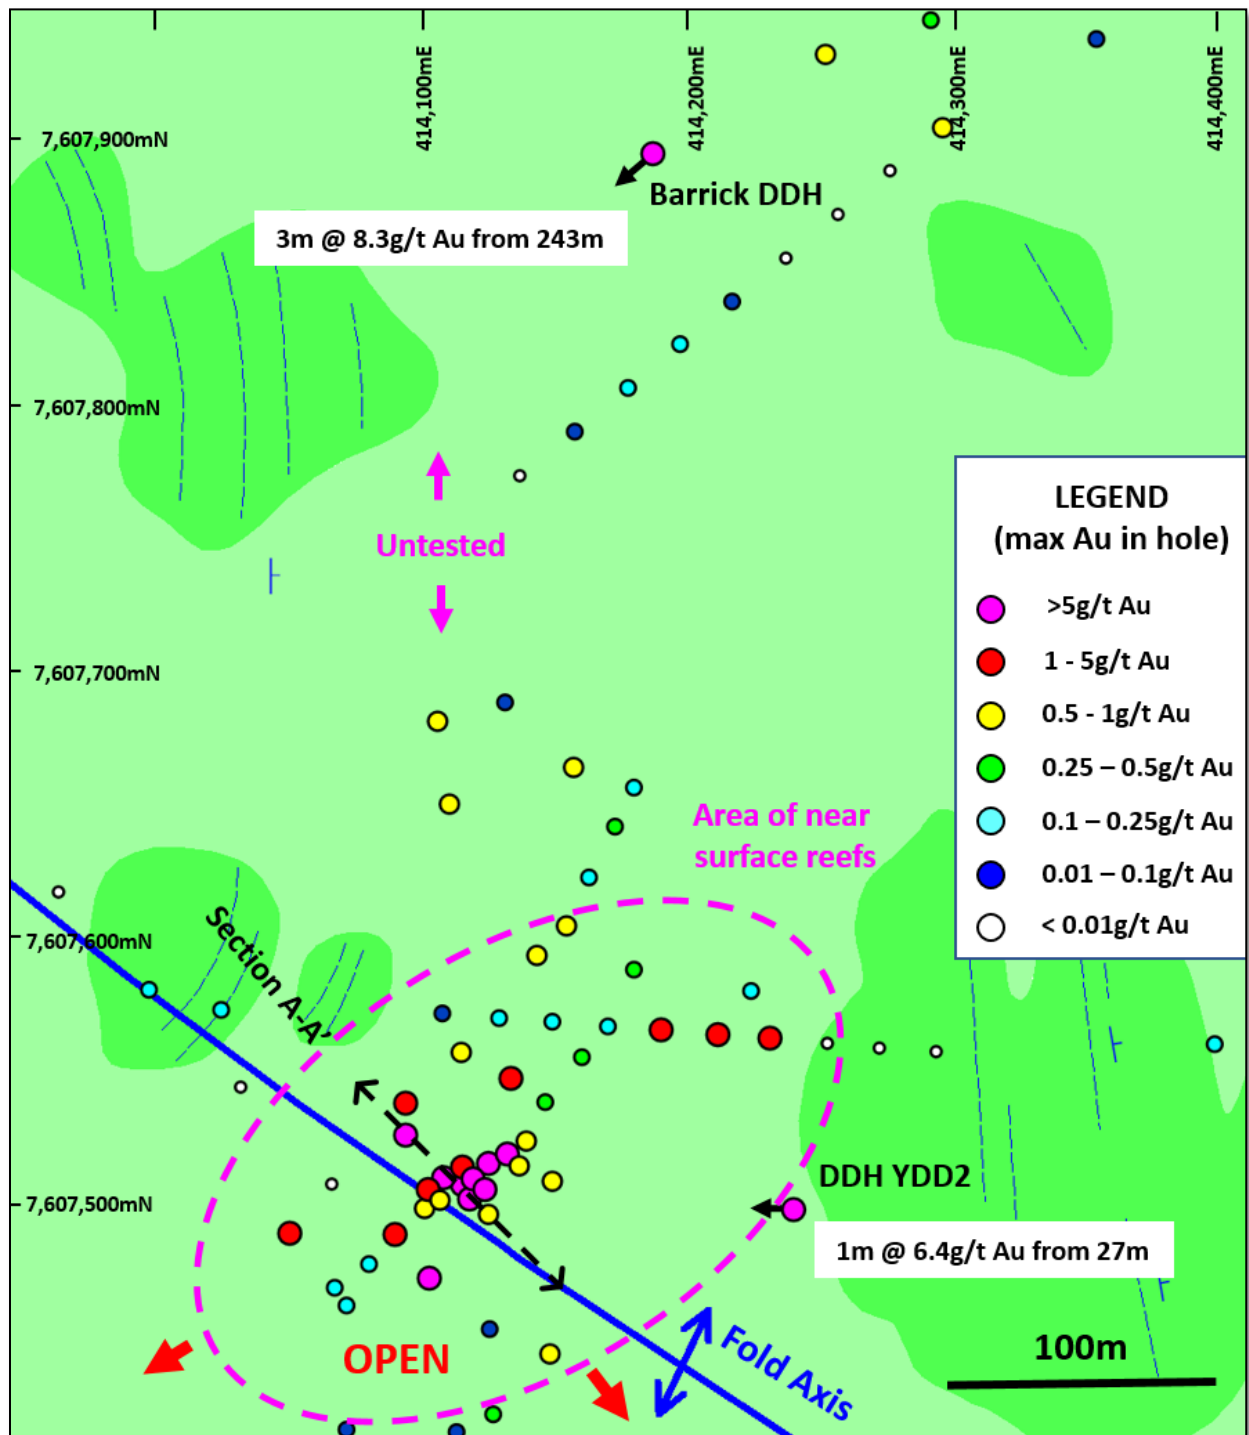 414,100mE
414,200mE
414,300mE
414,400mE
7,607,900mN
Barrick DDH
3m @ 8.3g/t Au from 243m
7,607,800mN
Untested
7,607,700mN
LEGEND
(max Au in hole)
>5g/t Au
1 - 5g/t Au
0.5 - 1g/t Au
0.25 – 0.5g/t Au
0.1 – 0.25g/t Au
0.01 – 0.1g/t Au
< 0.01g/t Au
Area of near
surface reefs
7,607,600mN
Section A-A'
7,607,500mN
DDH YDD2
1m @ 6.4g/t Au from 27m
OPEN
Fold Axis
100m